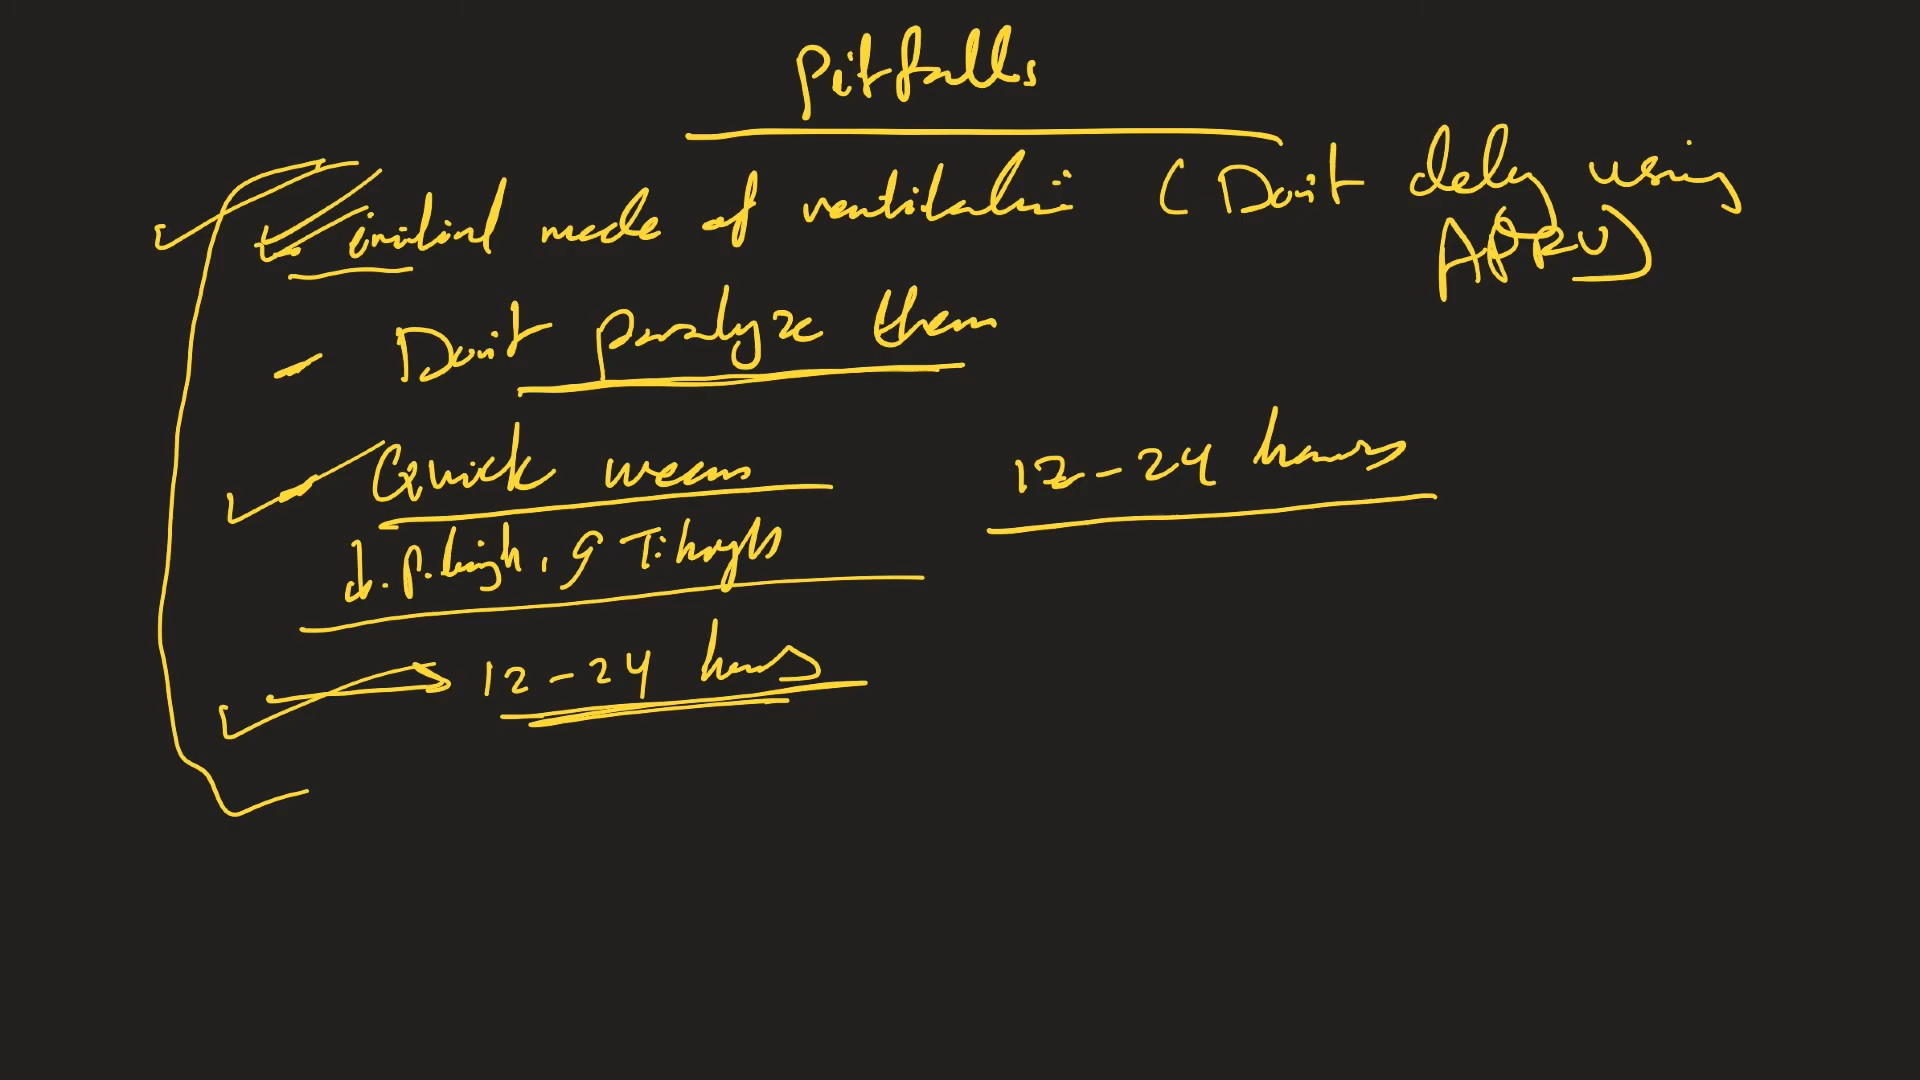 Pitfalls
initial mode of ventilation (Don't delay using
APRV)
- Don't paralyze them
- Quick wean 12-24 hours
P.high, T.high
12-24 hours